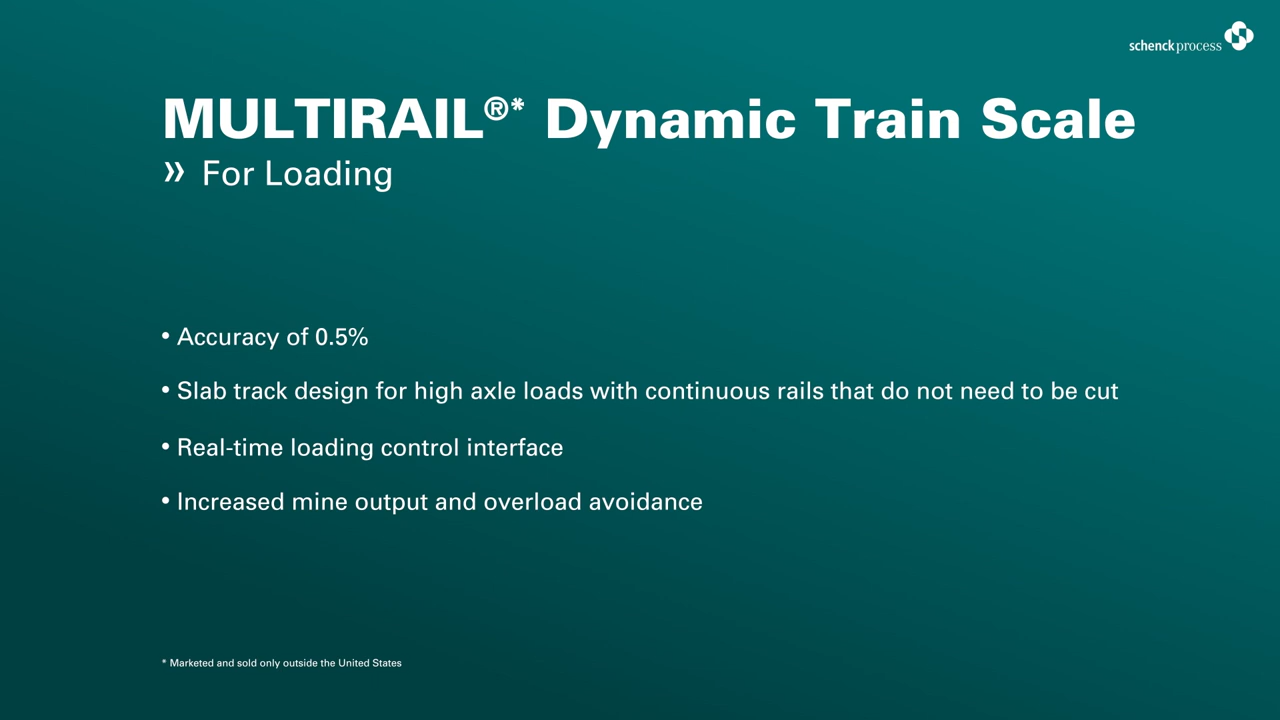 schenck process
MULTIRAIL®* Dynamic Train Scale
» For Loading
• Accuracy of 0.5%
• Slab track design for high axle loads with continuous rails that do not need to be cut
• Real-time loading control interface
• Increased mine output and overload avoidance
* Marketed and sold only outside the United States